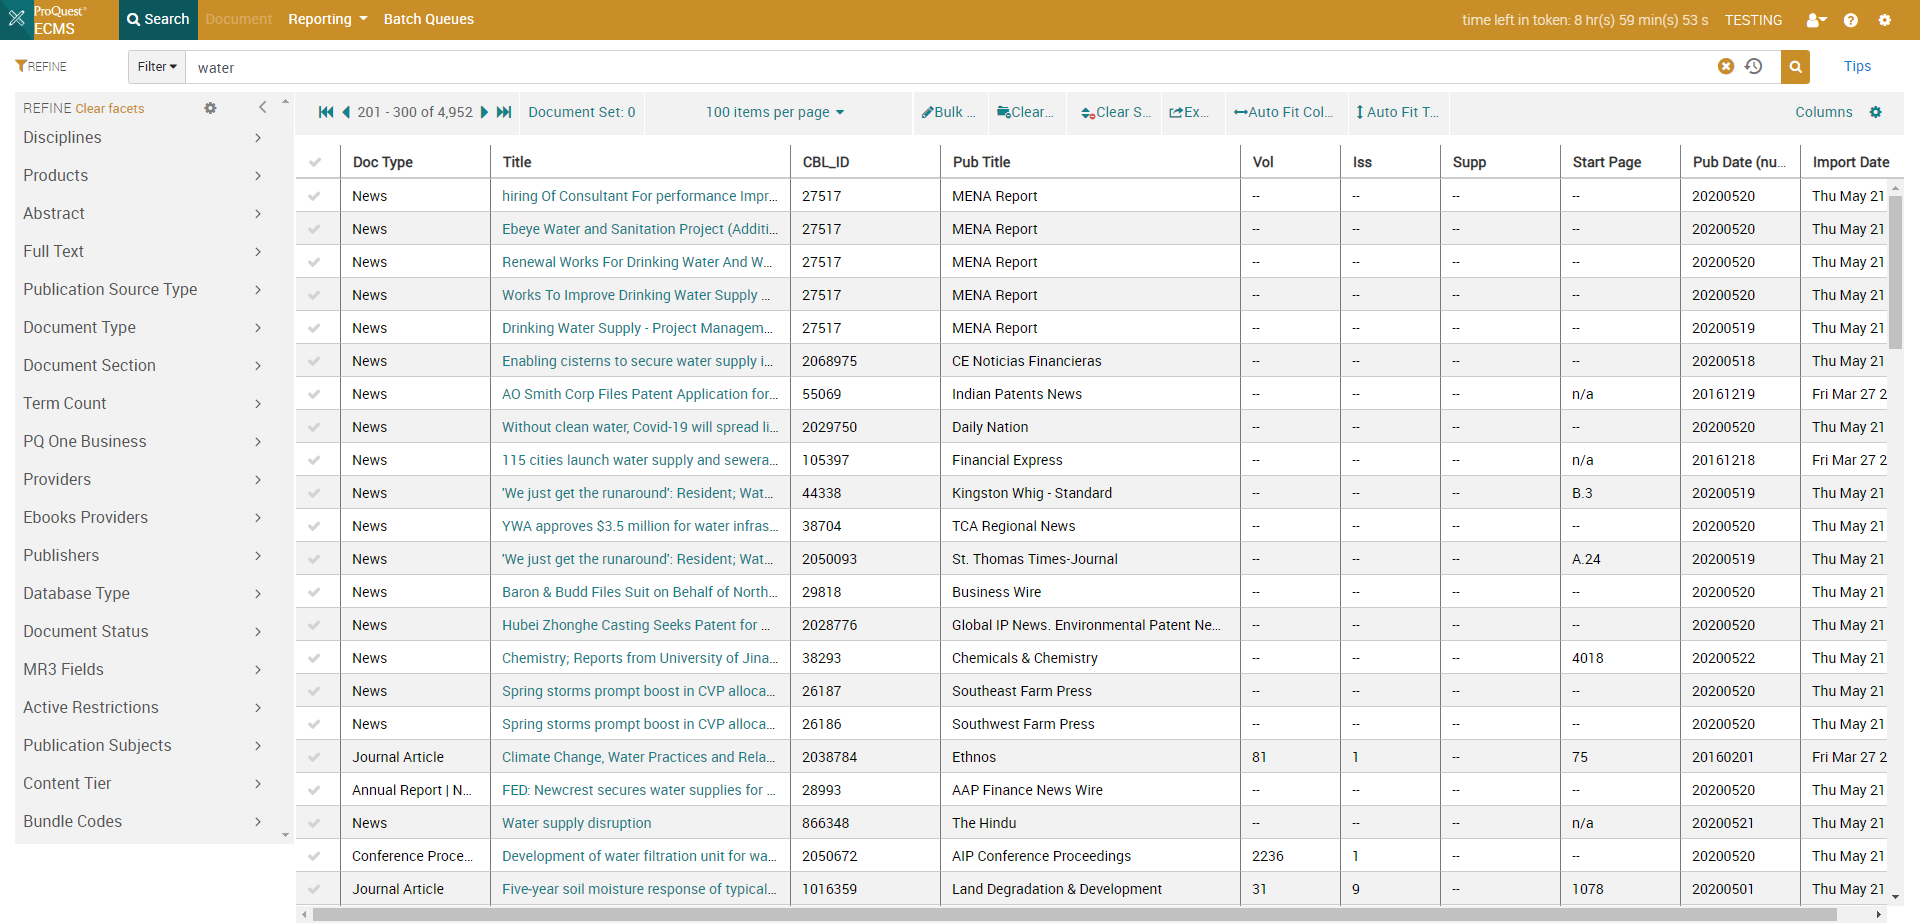 ProQuest®
ECMS
Search Document Reporting Batch Queues time left in token: 8 hr(s) 59 min(s) 53 s TESTING
REFINE Filter water Tips
REFINE Clear facets
Disciplines
Products
Abstract
Full Text
Publication Source Type
Document Type
Document Section
Term Count
PQ One Business
Providers
Ebooks Providers
Publishers
Database Type
Document Status
MR3 Fields
Active Restrictions
Publication Subjects
Content Tier
Bundle Codes
201 - 300 of 4,952 Document Set: 0 100 items per page Bulk ... Clear... Clear S... Ex... Auto Fit Col... Auto Fit T... Columns
Doc Type Title CBL_ID Pub Title Vol Iss Supp Start Page Pub Date (nu... Import Date
News hiring Of Consultant For performance Impr... 27517 MENA Report -- -- -- -- 20200520 Thu May 21
News Ebeye Water and Sanitation Project (Additi... 27517 MENA Report -- -- -- -- 20200520 Thu May 21
News Renewal Works For Drinking Water And W... 27517 MENA Report -- -- -- -- 20200520 Thu May 21
News Works To Improve Drinking Water Supply ... 27517 MENA Report -- -- -- -- 20200520 Thu May 21
News Drinking Water Supply - Project Managem... 27517 MENA Report -- -- -- -- 20200519 Thu May 21
News Enabling cisterns to secure water supply i... 2068975 CE Noticias Financieras -- -- -- -- 20200518 Thu May 21
News AO Smith Corp Files Patent Application for... 55069 Indian Patents News -- -- -- n/a 20161219 Fri Mar 27 2
News Without clean water, Covid-19 will spread li... 2029750 Daily Nation -- -- -- -- 20200520 Thu May 21
News 115 cities launch water supply and sewera... 105397 Financial Express -- -- -- n/a 20161218 Fri Mar 27 2
News 'We just get the runaround': Resident; Wat... 44338 Kingston Whig - Standard -- -- -- B.3 20200519 Thu May 21
News YWA approves $3.5 million for water infras... 38704 TCA Regional News -- -- -- -- 20200520 Thu May 21
News 'We just get the runaround': Resident; Wat... 2050093 St. Thomas Times-Journal -- -- -- A.24 20200519 Thu May 21
News Baron & Budd Files Suit on Behalf of North... 29818 Business Wire -- -- -- -- 20200520 Thu May 21
News Hubei Zhonghe Casting Seeks Patent for ... 2028776 Global IP News. Environmental Patent Ne... -- -- -- -- 20200520 Thu May 21
News Chemistry; Reports from University of Jina... 38293 Chemicals & Chemistry -- -- -- 4018 20200522 Thu May 21
News Spring storms prompt boost in CVP alloca... 26187 Southeast Farm Press -- -- -- -- 20200520 Thu May 21
News Spring storms prompt boost in CVP alloca... 26186 Southwest Farm Press -- -- -- -- 20200520 Thu May 21
Journal Article Climate Change, Water Practices and Rela... 2038784 Ethnos 81 1 -- 75 20160201 Fri Mar 27 2
Annual Report | N... FED: Newcrest secures water supplies for ... 28993 AAP Finance News Wire -- -- -- -- 20200520 Thu May 21
News Water supply disruption 866348 The Hindu -- -- -- n/a 20200521 Thu May 21
Conference Proce... Development of water filtration unit for wa... 2050672 AIP Conference Proceedings 2236 1 -- -- 20200520 Thu May 21
Journal Article Five-year soil moisture response of typical... 1016359 Land Degradation & Development 31 9 -- 1078 20200501 Thu May 21